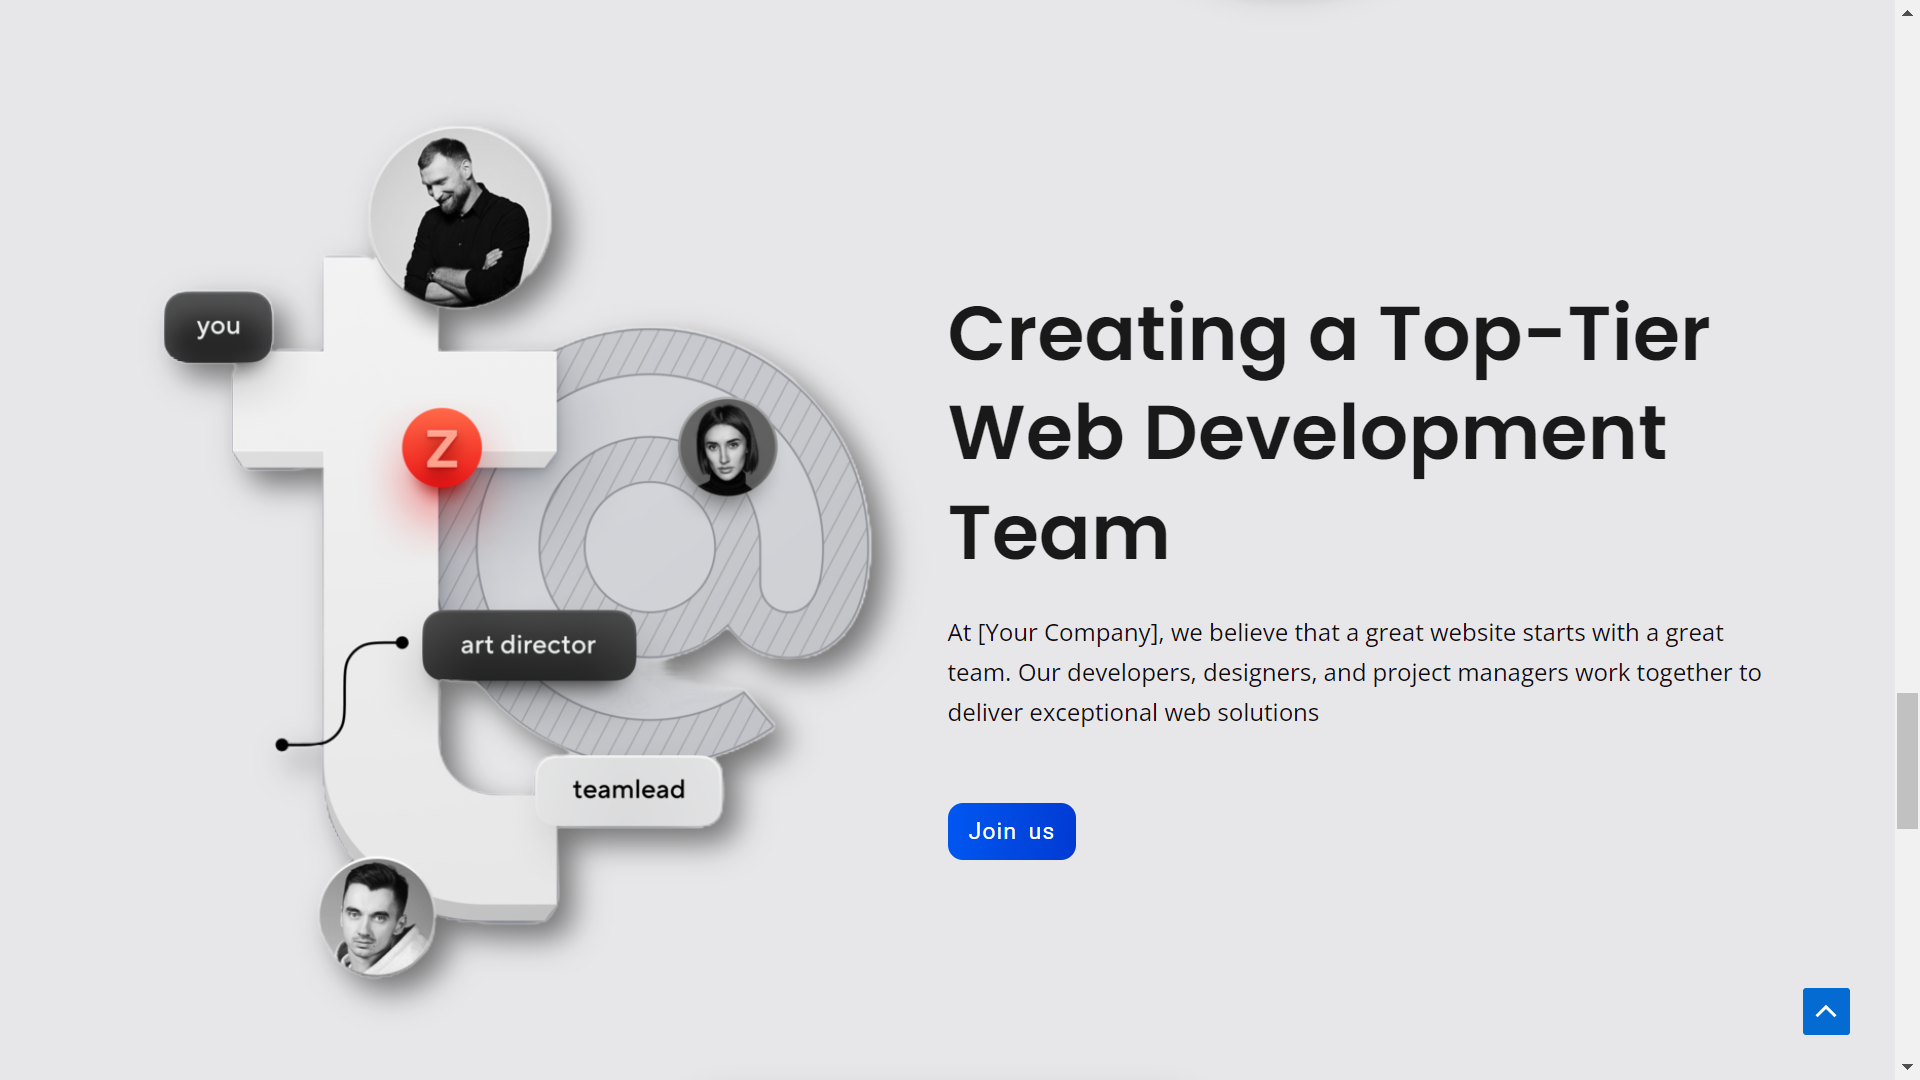 you
Z
art director
teamlead
Creating a Top-Tier
Web Development
Team
At [Your Company], we believe that a great website starts with a great
team. Our developers, designers, and project managers work together to
deliver exceptional web solutions
Join us